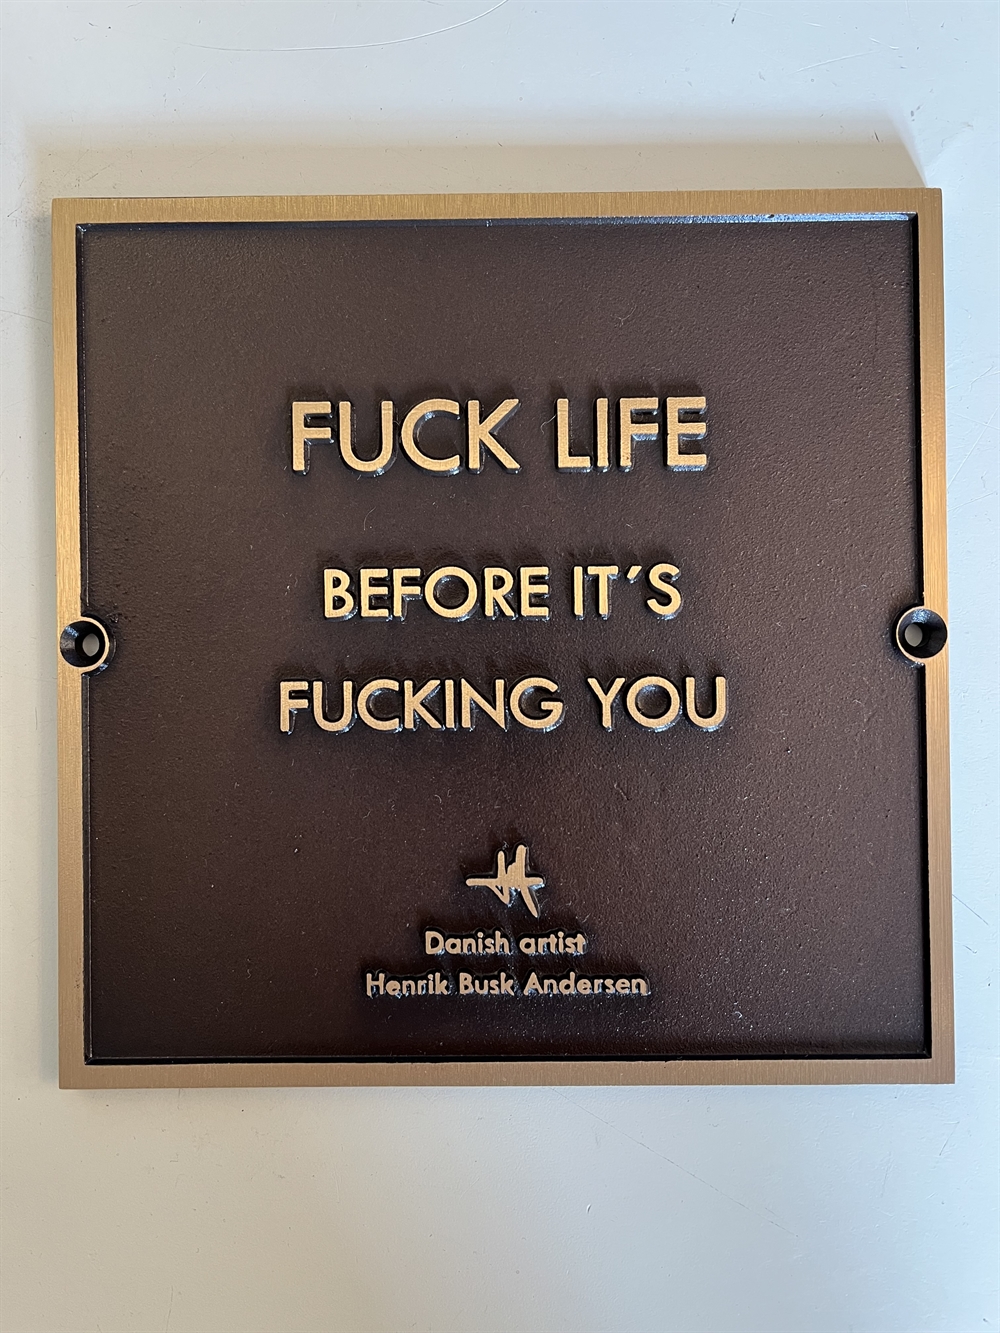 FUCK LIFE
BEFORE IT´S
FUCKING YOU
Danish artist
Henrik Busk Andersen